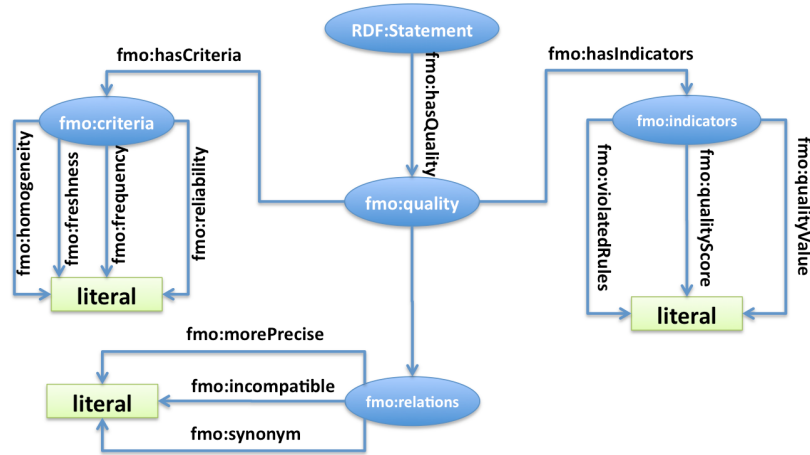 RDF:Statement
fmo:hasCriteria
fmo:hasQuality
fmo:hasIndicators
fmo:criteria
fmo:indicators
fmo:homogeneity
fmo:freshness
fmo:frequency
fmo:reliability
fmo:quality
fmo:violatedRules
fmo:qualityScore
fmo:qualityValue
literal
literal
fmo:morePrecise
fmo:incompatible
literal
fmo:relations
fmo:synonym